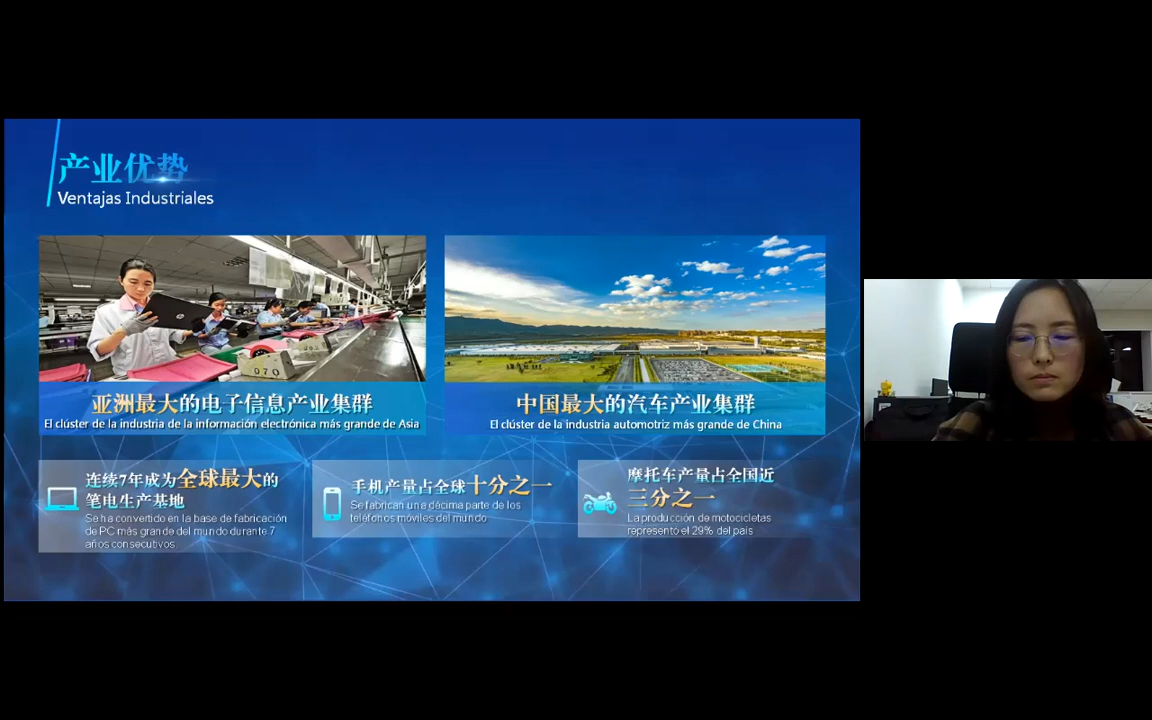 产业优势
Ventajas Industriales
亚洲最大的电子信息产业集群
El clúster de la industria de la información electrónica más grande de Asia
中国最大的汽车产业集群
El clúster de la industria automotriz más grande de China
连续7年成为全球最大的
笔电生产基地
Se ha convertido en la base de fabricación
de PC más grande del mundo durante 7
años consecutivos.
手机产量占全球十分之一
Se fabrican una décima parte de los
teléfonos móviles del mundo
摩托车产量占全国近
三分之一
La producción de motocicletas
representó el 29% del país
070